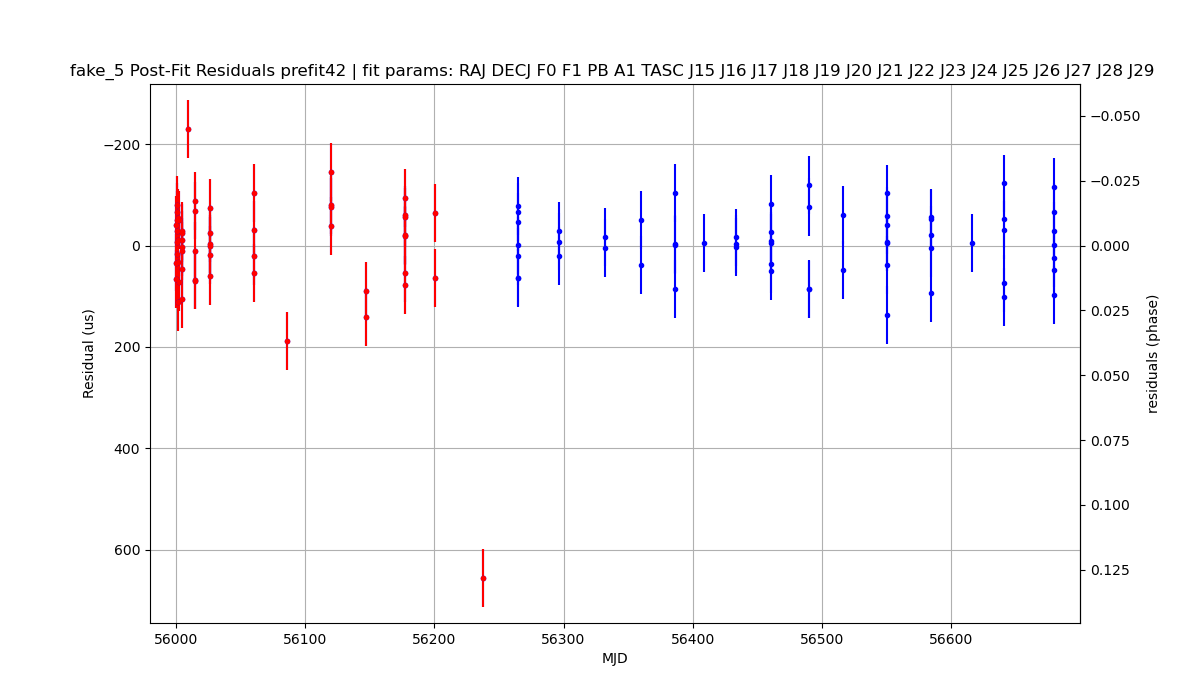 fake_5 Post-Fit Residuals prefit42 | fit params: RAJ DECJ F0 F1 PB A1 TASC J15 J16 J17 J18 J19 J20 J21 J22 J23 J24 J25 J26 J27 J28 J29
−200
0
200
400
600
Residual (us)
−0.050
−0.025
0.000
0.025
0.050
0.075
0.100
0.125
residuals (phase)
56000 56100 56200 56300 56400 56500 56600
MJD